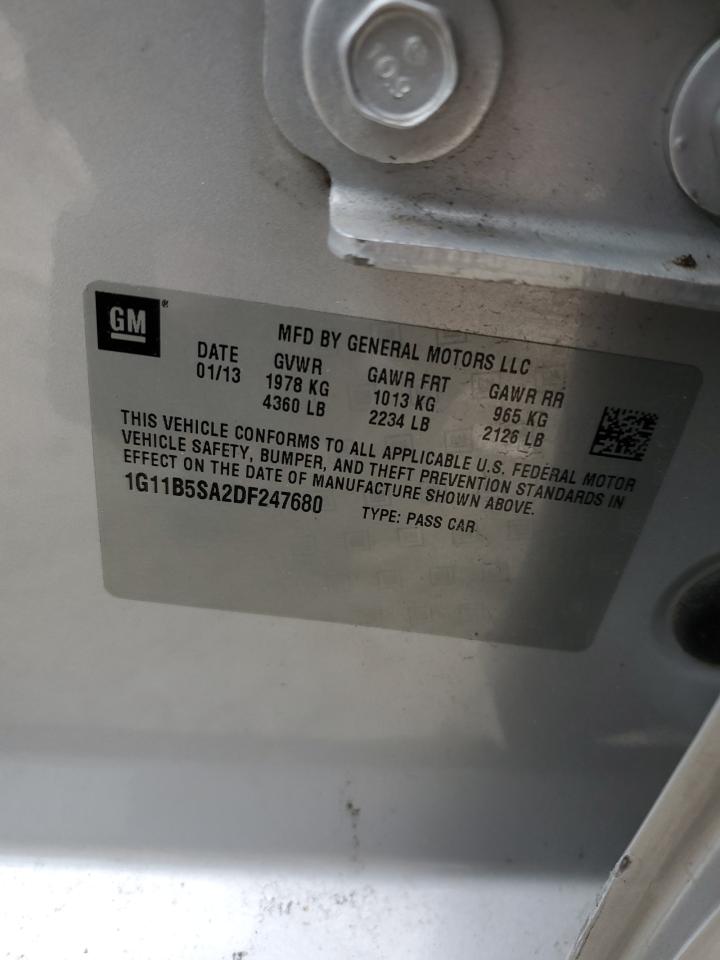 10.9
GM®
MFD BY GENERAL MOTORS LLC
DATE GVWR GAWR FRT GAWR RR
01/13 1978 KG 1013 KG 965 KG
4360 LB 2234 LB 2126 LB
THIS VEHICLE CONFORMS TO ALL APPLICABLE U.S. FEDERAL MOTOR
VEHICLE SAFETY, BUMPER, AND THEFT PREVENTION STANDARDS IN
EFFECT ON THE DATE OF MANUFACTURE SHOWN ABOVE.
1G11B5SA2DF247680 TYPE: PASS CAR